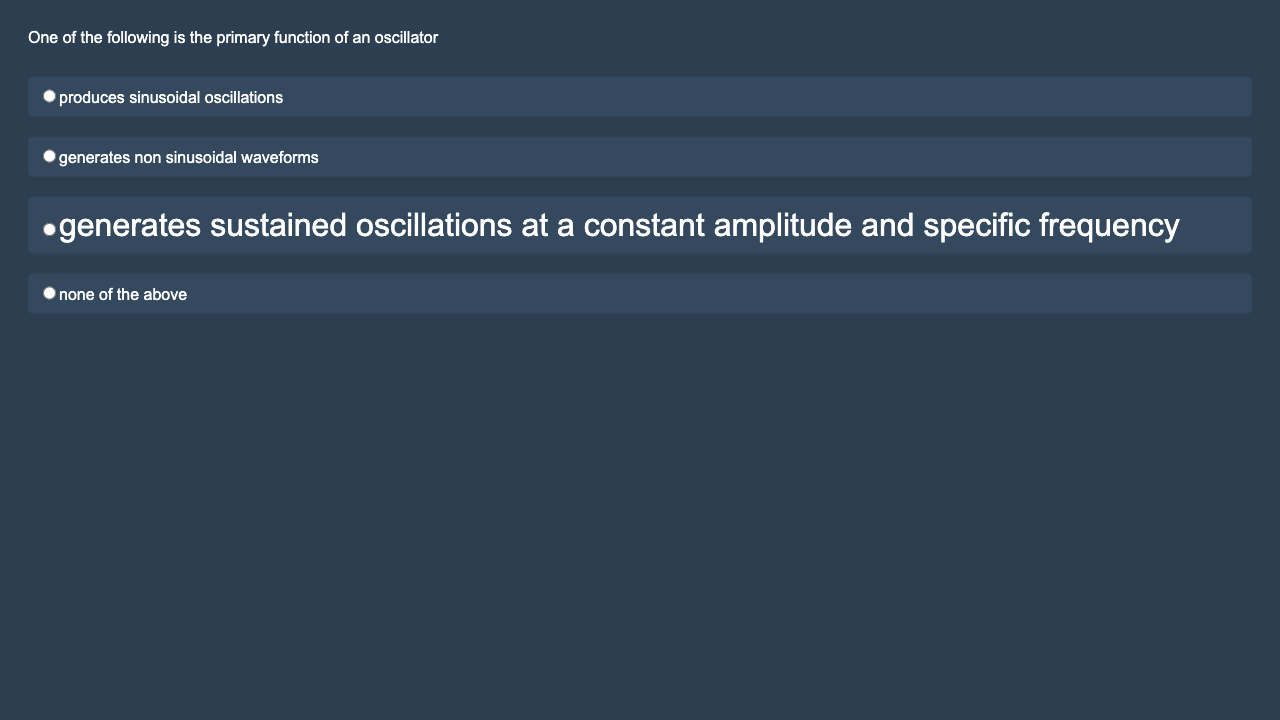 One of the following is the primary function of an oscillator
produces sinusoidal oscillations
generates non sinusoidal waveforms
generates sustained oscillations at a constant amplitude and specific frequency
none of the above